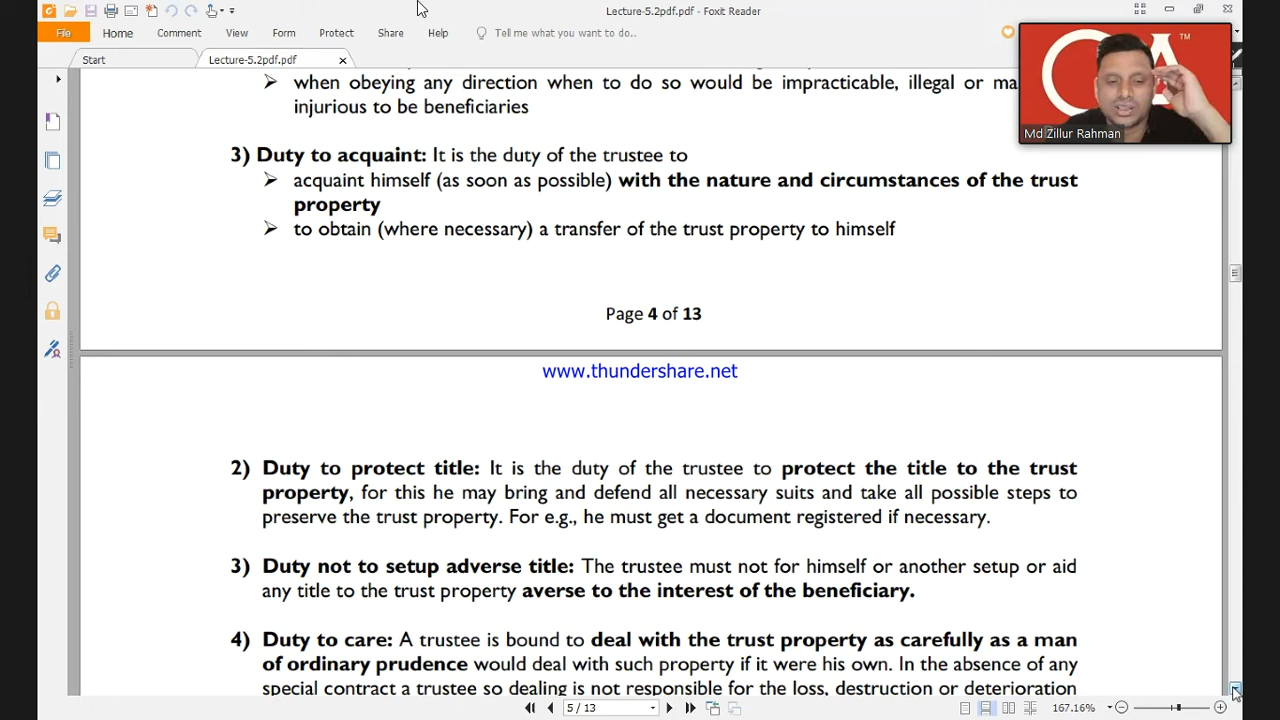 Lecture-5.2pdf.pdf - Foxit Reader
File Home Comment View Form Protect Share Help Tell me what you want to do..
Start Lecture-5.2pdf.pdf
when obeying any direction when to do so would be impracticable, illegal or
injurious to be beneficiaries
CA TM
Md Zillur Rahman
3) Duty to acquaint: It is the duty of the trustee to
➢ acquaint himself (as soon as possible) with the nature and circumstances of the trust
property
➢ to obtain (where necessary) a transfer of the trust property to himself
Page 4 of 13
www.thundershare.net
2) Duty to protect title: It is the duty of the trustee to protect the title to the trust
property, for this he may bring and defend all necessary suits and take all possible steps to
preserve the trust property. For e.g., he must get a document registered if necessary.
3) Duty not to setup adverse title: The trustee must not for himself or another setup or aid
any title to the trust property averse to the interest of the beneficiary.
4) Duty to care: A trustee is bound to deal with the trust property as carefully as a man
of ordinary prudence would deal with such property if it were his own. In the absence of any
special contract a trustee so dealing is not responsible for the loss, destruction or deterioration
5 / 13 167.16%